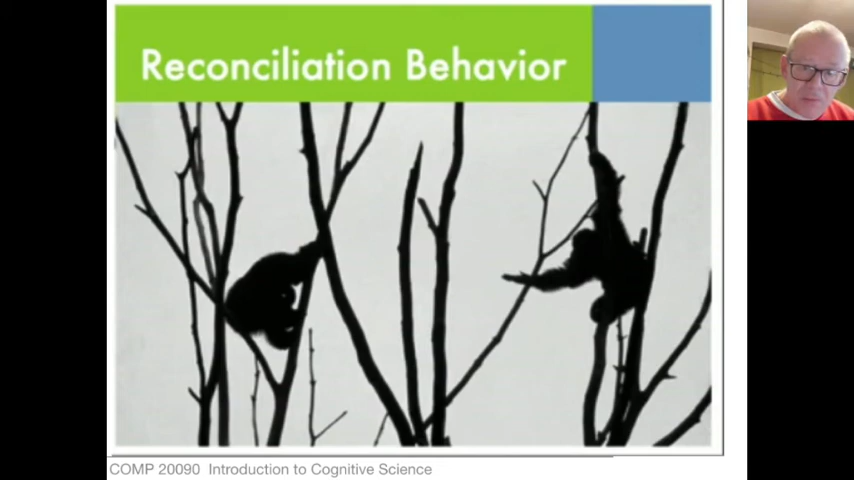 Reconciliation Behavior
COMP 20090 Introduction to Cognitive Science